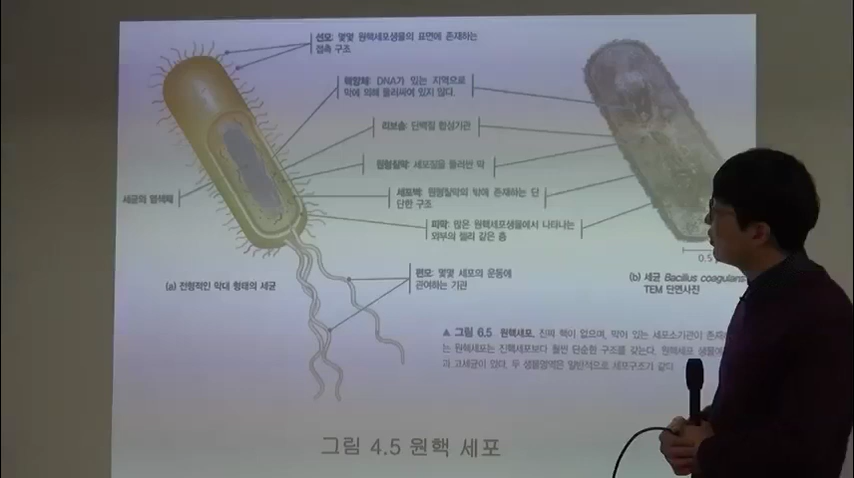 선모: 몇몇 원핵세포생물의 표면에 존재하는
접촉 구조
핵양체: DNA가 있는 지역으로
막에 의해 둘러싸여 있지 않다.
리보솜: 단백질 합성기관
원형질막: 세포질을 둘러싼 막
세균의 염색체
세포벽: 원형질막의 밖에 존재하는 단
단한 구조
피막: 많은 원핵세포생물에서 나타나는
외부의 젤리 같은 층
편모: 몇몇 세포의 운동에
관여하는 기관
(a) 전형적인 막대 형태의 세균
0.5
(b) 세균 Bacillus coagulans
TEM 단면사진
▲ 그림 6.5 원핵세포. 진짜 핵이 없으며, 막이 있는 세포소기관이 존재
는 원핵세포는 진핵세포보다 훨씬 단순한 구조를 갖는다. 원핵세포 생물에
과 고세균이 있다. 두 생물영역은 일반적으로 세포구조가 같다.
그림 4.5 원핵 세포